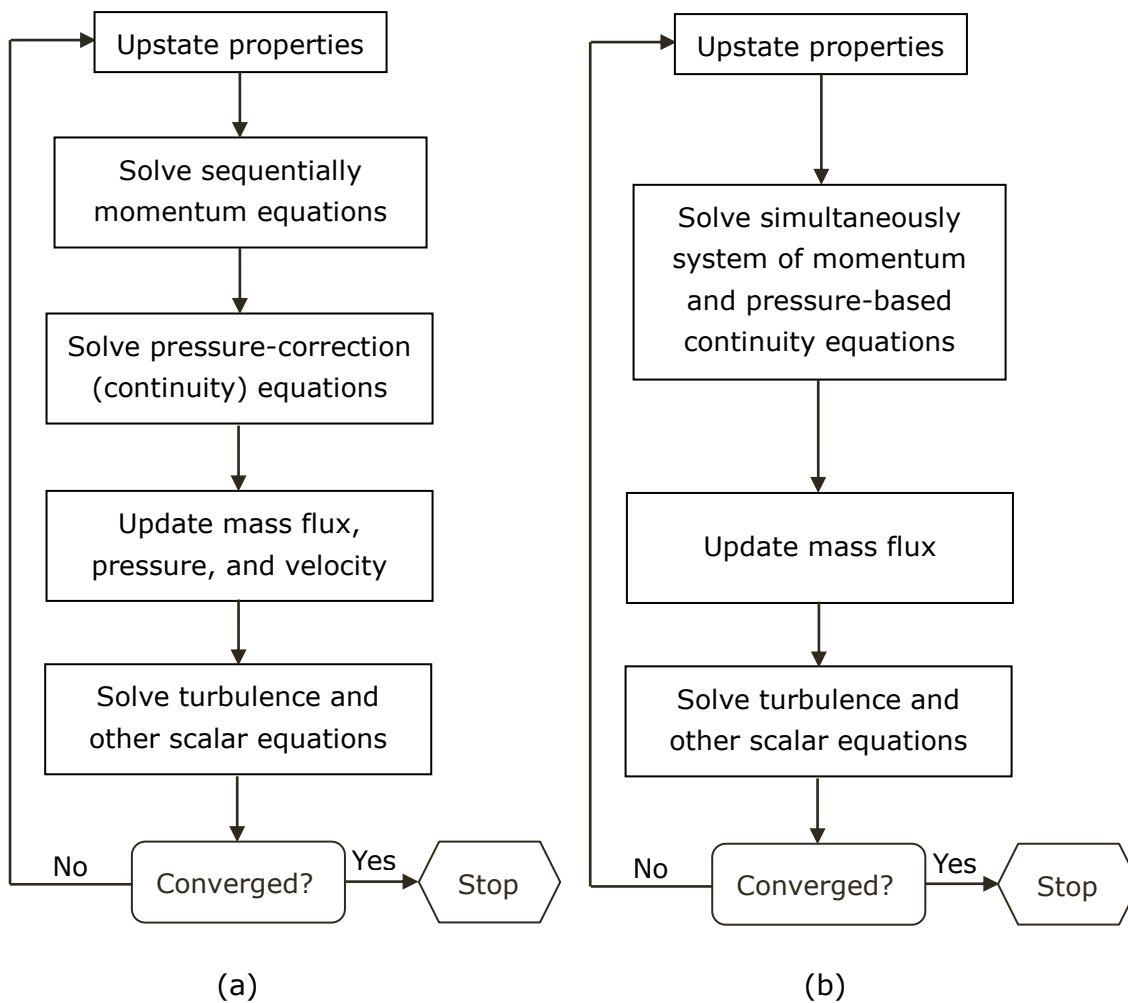 Upstate properties
Solve sequentially
momentum equations
Solve pressure-correction
(continuity) equations
Update mass flux,
pressure, and velocity
Solve turbulence and
other scalar equations
No
Converged?
Yes
Stop
(a)
Upstate properties
Solve simultaneously
system of momentum
and pressure-based
continuity equations
Update mass flux
Solve turbulence and
other scalar equations
No
Converged?
Yes
Stop
(b)